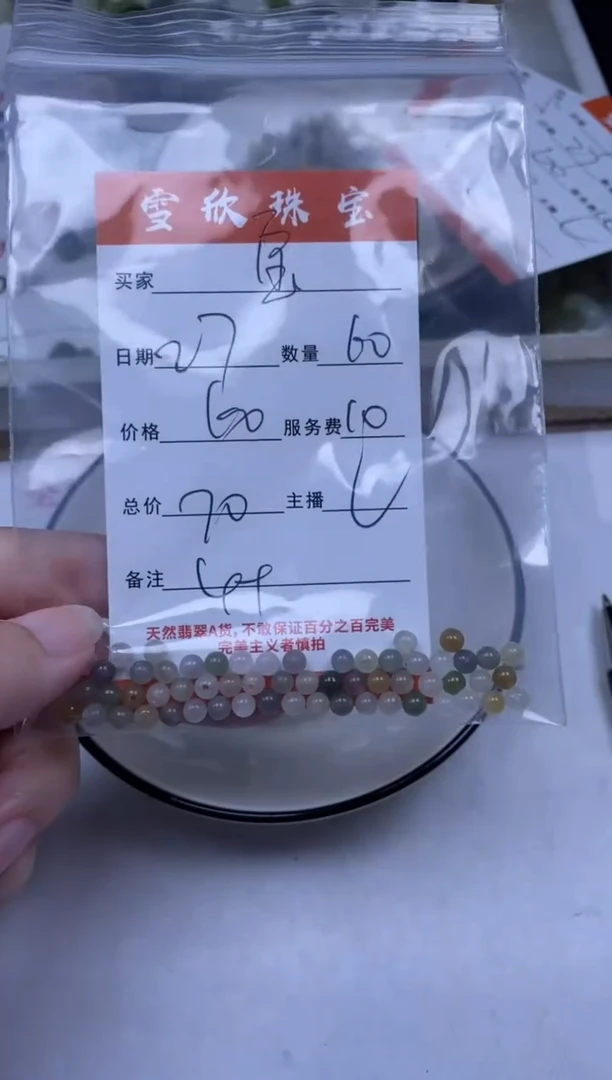 雪欣珠宝
买家
日期 27 数量 60
价格 60 服务费 10
总价 70 主播
备注
天然翡翠A货,不敢保证百分之百完美
完美主义者慎拍